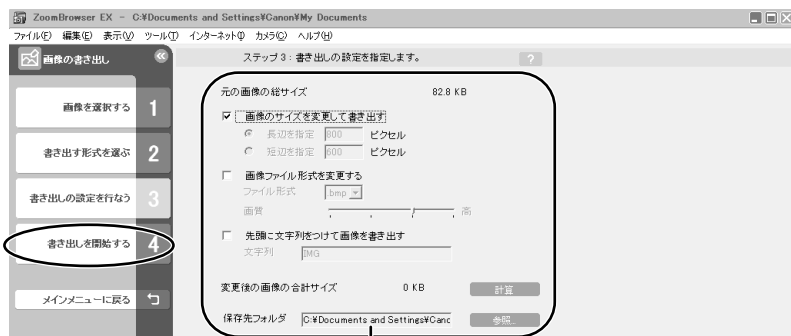 ZoomBrowser EX - C:¥Documents and Settings¥Canon¥My Documents
ファイル(F) 編集(E) 表示(V) ツール(T) インターネット(I) カメラ(C) ヘルプ(H)
画像の書き出し
ステップ3：書き出しの設定を指定します。
?
画像を選択する 1
書き出す形式を選ぶ 2
書き出しの設定を行なう 3
書き出しを開始する 4
メインメニューに戻る
元の画像の総サイズ 82.8 KB
画像のサイズを変更して書き出す
長辺を指定 800 ピクセル
短辺を指定 600 ピクセル
画像ファイル形式を変更する
ファイル形式 .bmp
画質 高
先頭に文字列をつけて画像を書き出す
文字列 IMG
変更後の画像の合計サイズ 0 KB 計算
保存先フォルダ C:¥Documents and Settings¥Canc 参照...